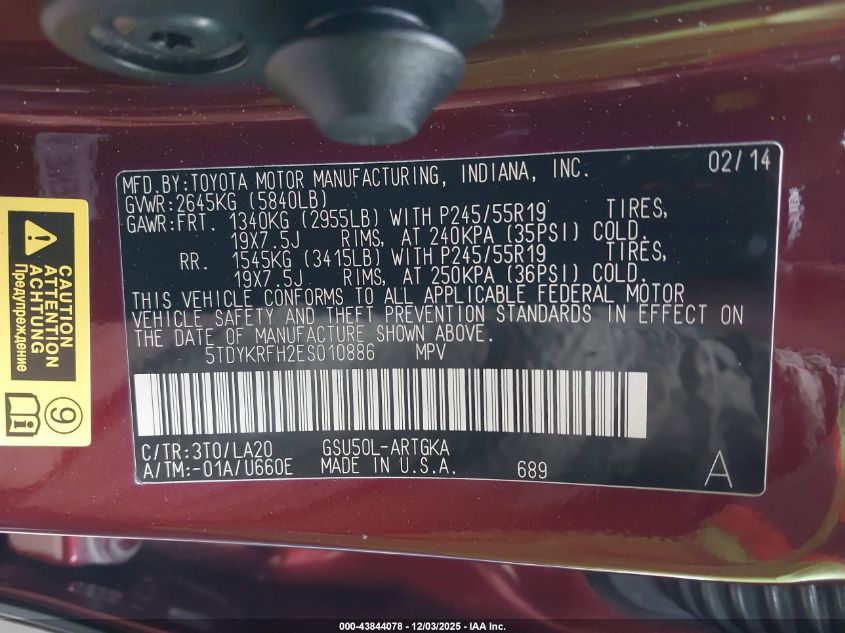 MFD.BY:TOYOTA MOTOR MANUFACTURING, INDIANA, INC. 02/14
GVWR:2645KG (5840LB)
GAWR:FRT. 1340KG (2955LB) WITH P245/55R19 TIRES,
19X7.5J RIMS, AT 240KPA (35PSI) COLD.
RR. 1545KG (3415LB) WITH P245/55R19 TIRES,
19X7.5J RIMS, AT 250KPA (36PSI) COLD.
THIS VEHICLE CONFORMS TO ALL APPLICABLE FEDERAL MOTOR
VEHICLE SAFETY AND THEFT PREVENTION STANDARDS IN EFFECT ON
THE DATE OF MANUFACTURE SHOWN ABOVE.
5TDYKRFH2ES010886 MPV
C/TR:3T0/LA20 GSU50L-ARTGKA
A/TM:-01A/U660E MADE IN U.S.A. 689 A
CAUTION
ATTENTION
ACHTUNG
Предупреждение
9
000-43844078 - 12/03/2025 - IAA Inc.